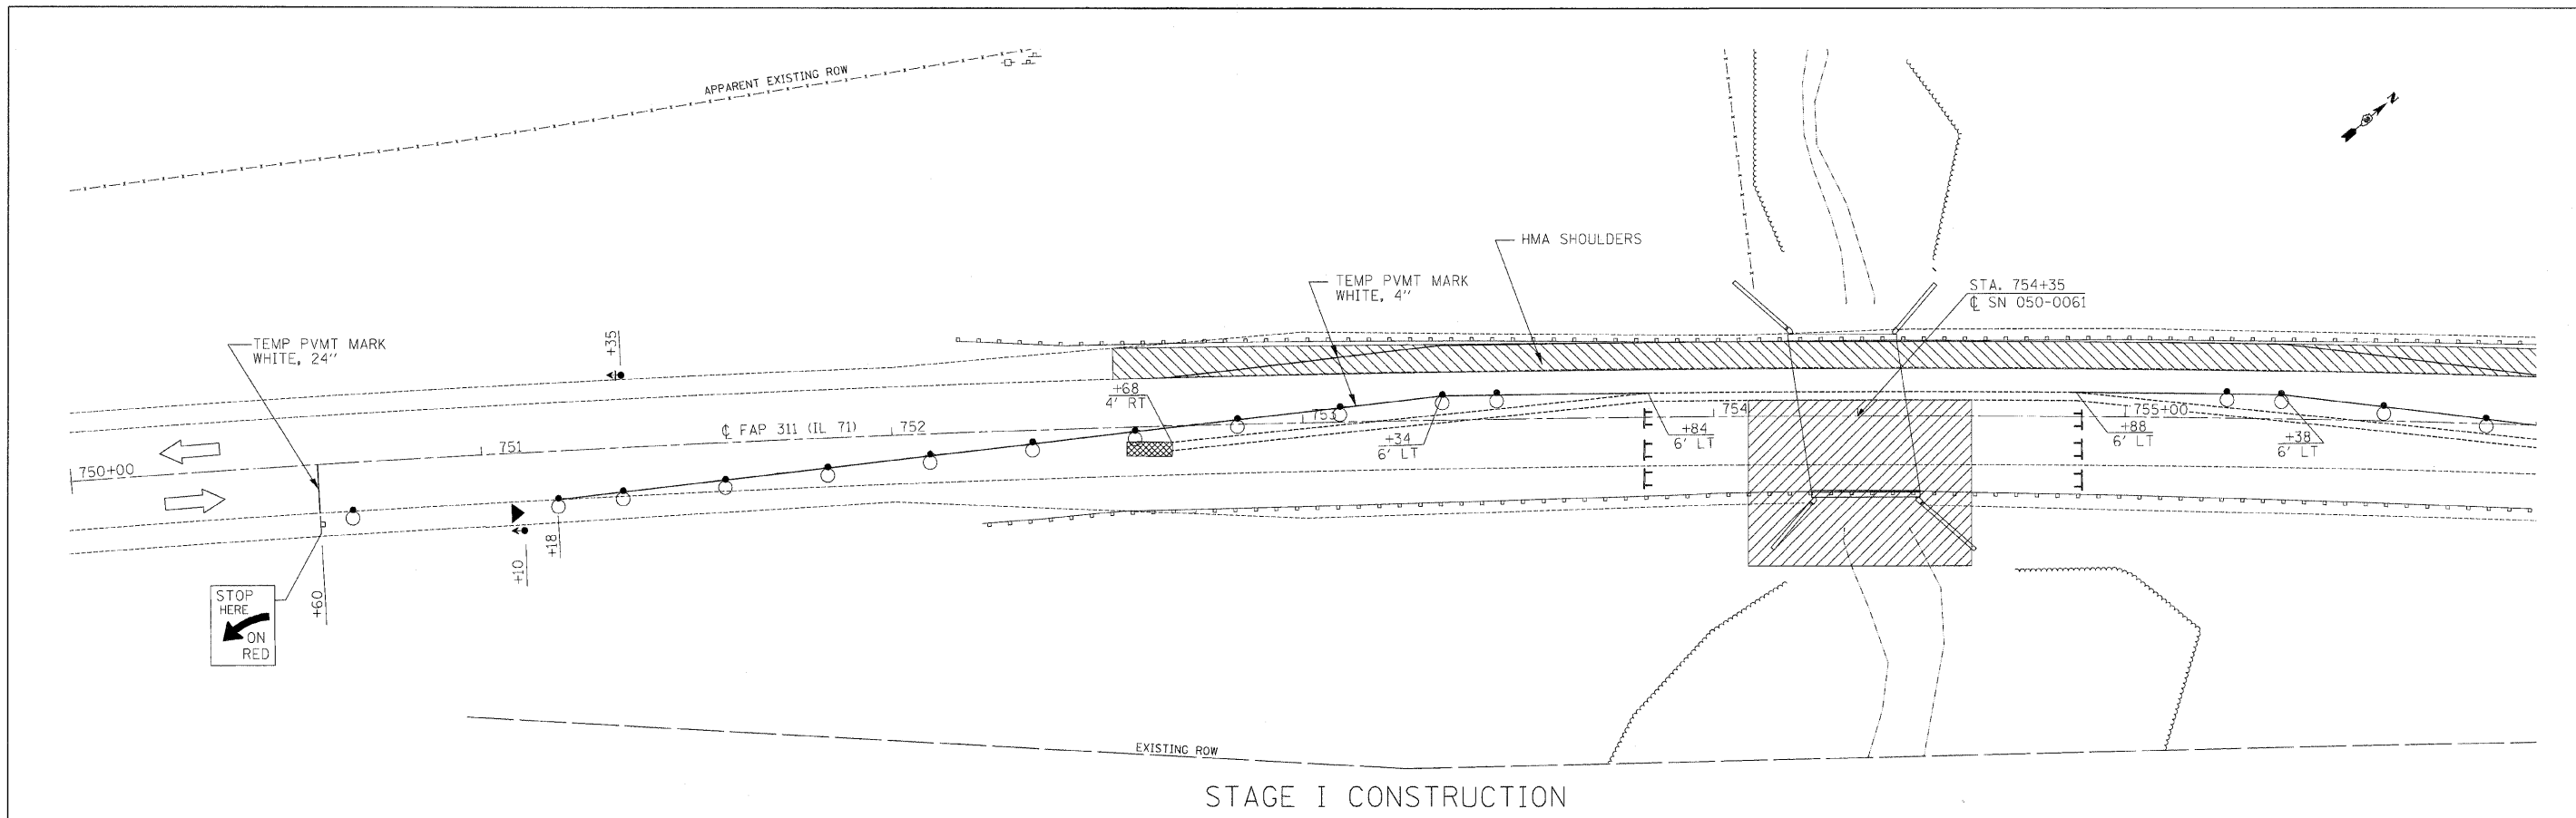 APPARENT EXISTING ROW
N
HMA SHOULDERS
TEMP PVMT MARK
WHITE, 4"
STA. 754+35
℄ SN 050-0061
TEMP PVMT MARK
WHITE, 24"
+35
+68
4' RT
750+00
751
℄ FAP 311 (IL 71)
752
753
754
755+00
+34
6' LT
+84
6' LT
+88
6' LT
+38
6' LT
+18
+10
+60
STOP
HERE
ON
RED
EXISTING ROW
STAGE I CONSTRUCTION